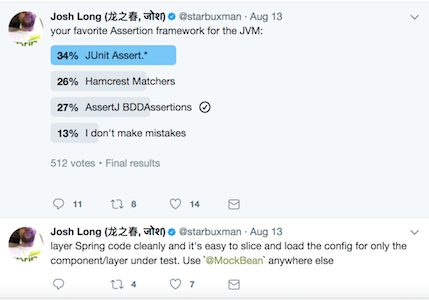 Josh Long (龙之春, जोश) @starbuxman · Aug 13
your favorite Assertion framework for the JVM:
34% JUnit Assert.*
26% Hamcrest Matchers
27% AssertJ BDDAssertions
13% I don't make mistakes
512 votes • Final results
11 8 14
Josh Long (龙之春, जोश) @starbuxman · Aug 13
layer Spring code cleanly and it's easy to slice and load the config for only the
component/layer under test. Use `@MockBean` anywhere else
4 7